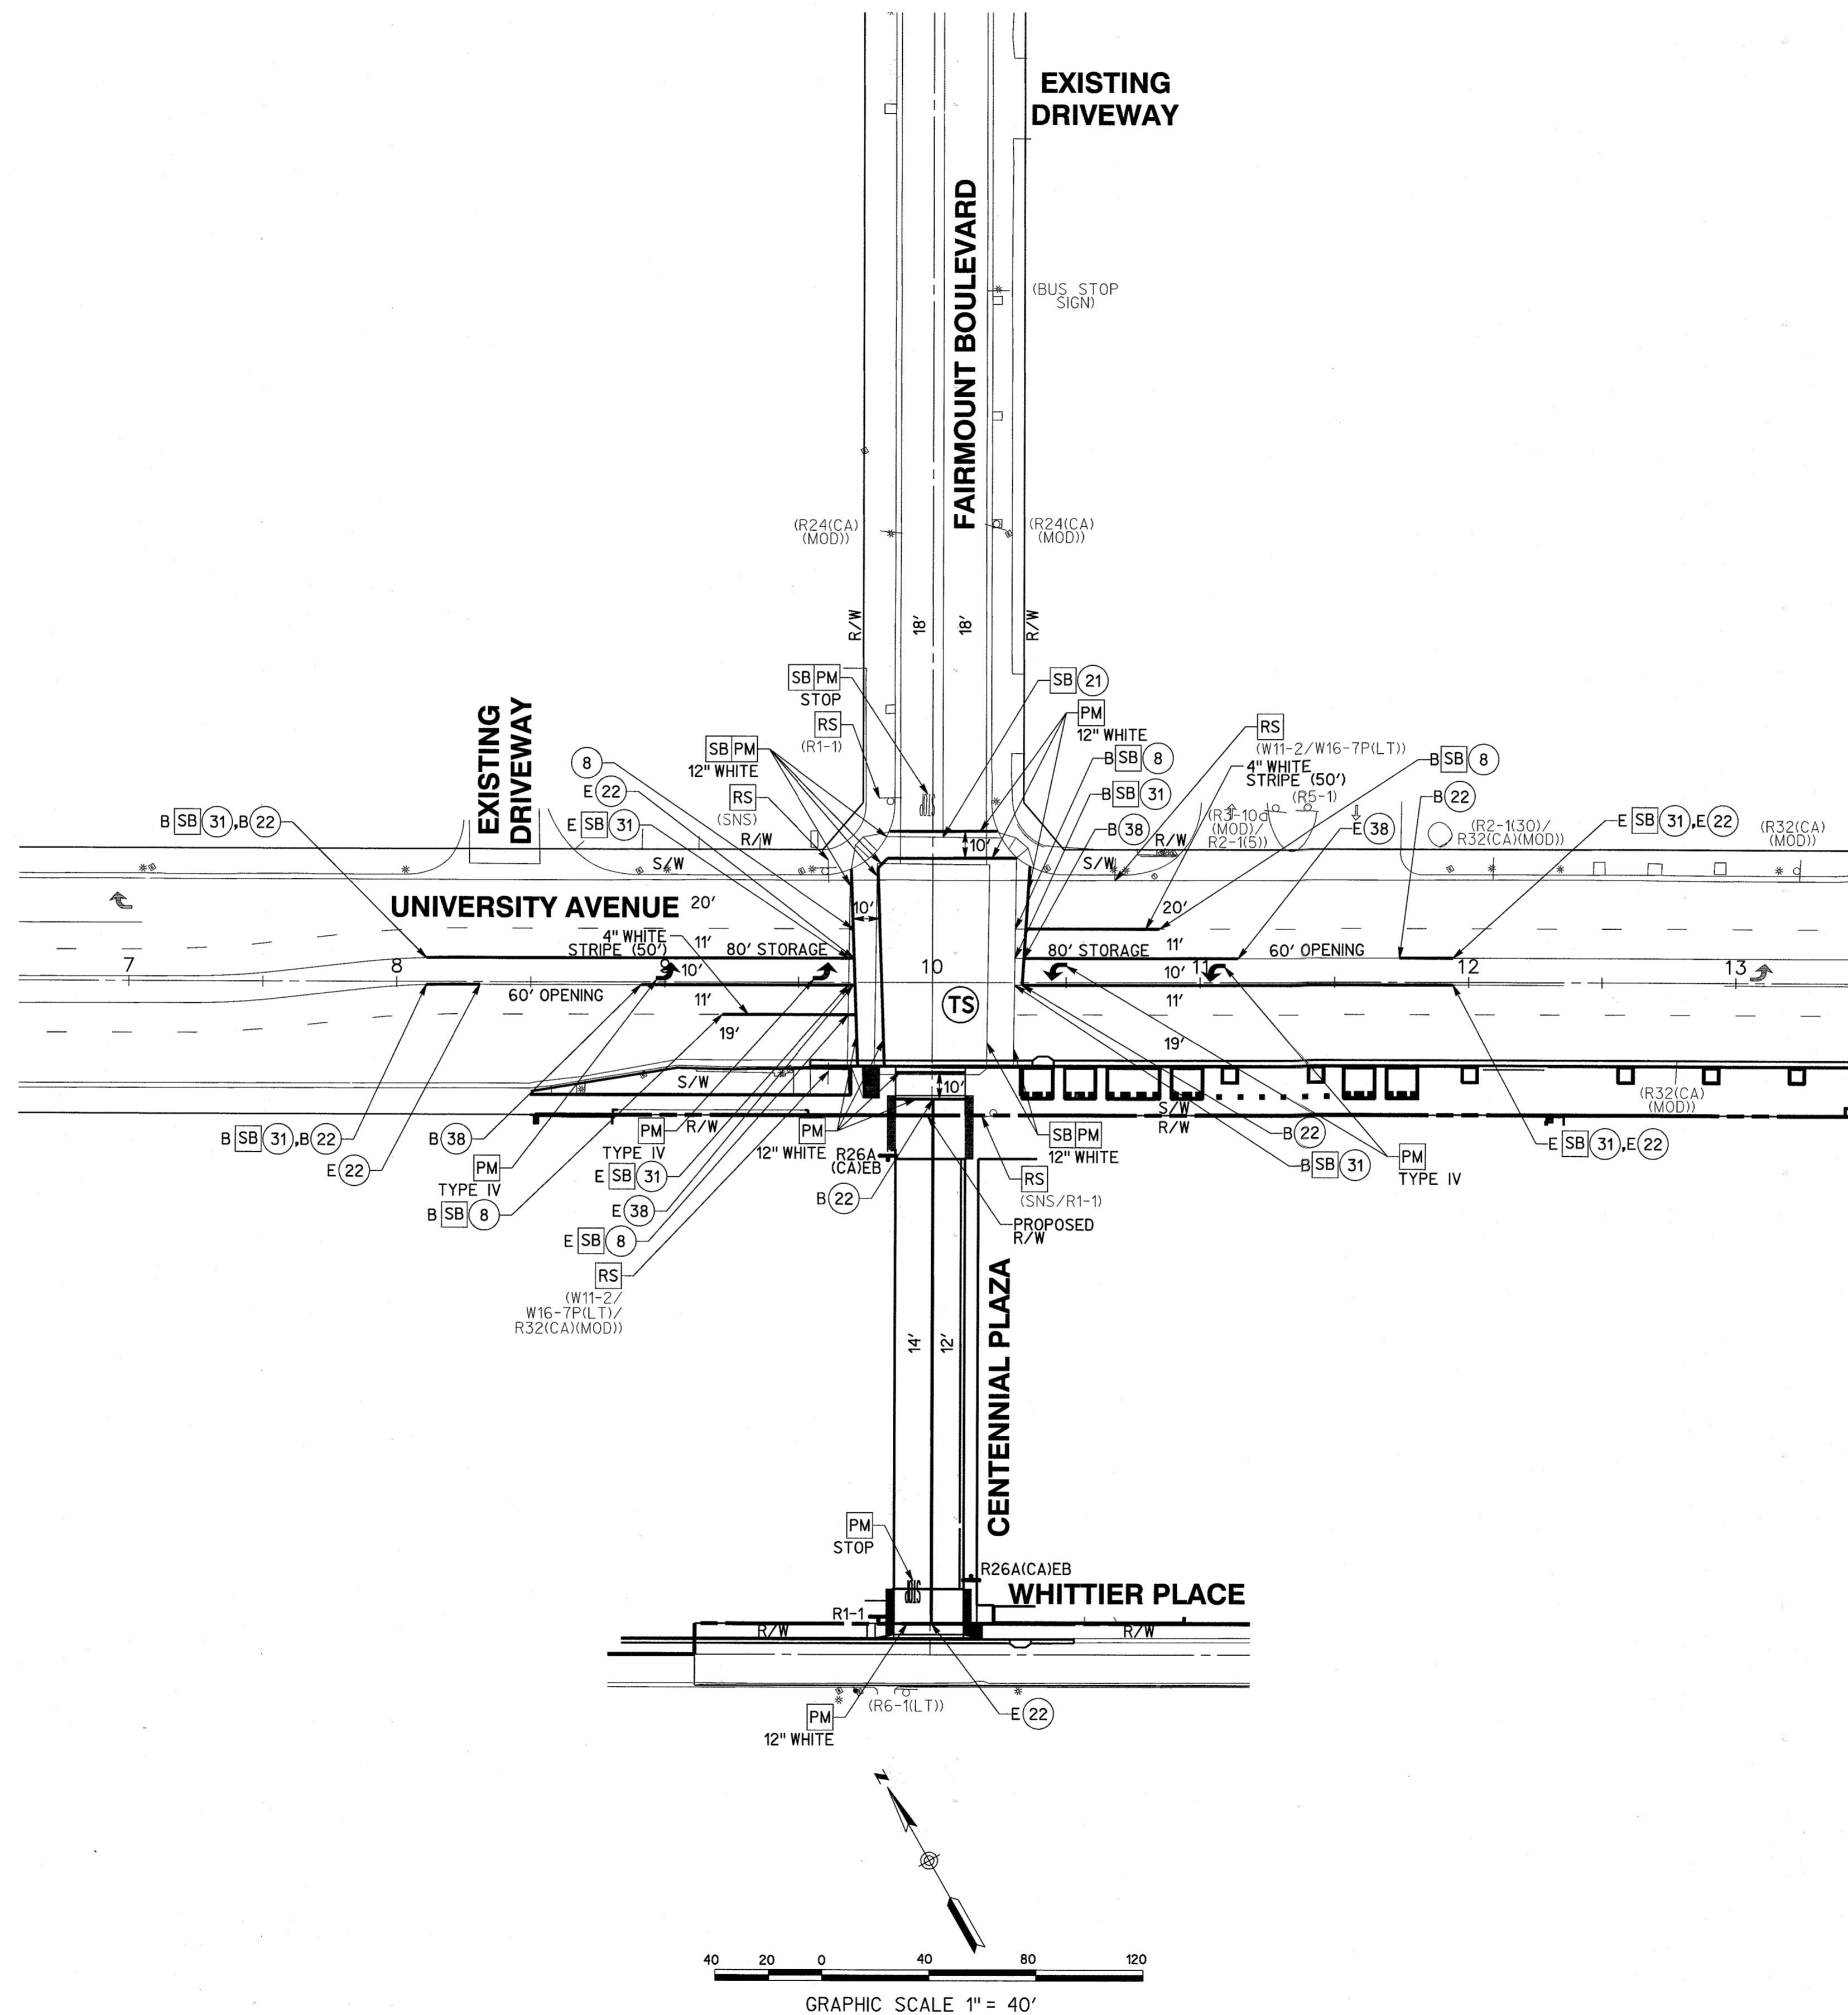 EXISTING
DRIVEWAY
FAIRMOUNT BOULEVARD
(BUS STOP
SIGN)
(R24(CA)
(MOD))
(R24(CA)
(MOD))
R/W
18'
18'
R/W
SB PM
STOP
SB 21
RS
(R1-1)
PM
12" WHITE
RS
(W11-2/W16-7P(LT))
SB PM
12" WHITE
EXISTING
DRIVEWAY
8
B SB 8
4" WHITE
STRIPE (50')
B SB 8
E 22
RS
(SNS)
B SB 31
(R5-1)
B 22
B SB 31,B 22
E SB 31
R/W
B 38
(R31-10d
(MOD)/
R2-1(5))
R/W
E 38
(R2-1(30)/
R32(CA)(MOD))
E SB 31,E 22
(R32(CA)
(MOD))
S/W
10'
S/W
UNIVERSITY AVENUE
20'
10'
20'
4" WHITE
STRIPE (50')
11'
80' STORAGE
80' STORAGE
11'
60' OPENING
7
8
9
10'
10
10'
11
12
13
60' OPENING
11'
11'
TS
19'
19'
S/W
10'
S/W
R/W
(R32(CA)
(MOD))
B SB 31,B 22
B 38
PM
TYPE IV
R/W
PM
12" WHITE
R26A
(CA)EB
SB PM
12" WHITE
B 22
B SB 31
E SB 31,E 22
E 22
PM
TYPE IV
E SB 31
RS
(SNS/R1-1)
PM
TYPE IV
B SB 8
E 38
B 22
PROPOSED
R/W
E SB 8
RS
(W11-2/
W16-7P(LT)/
R32(CA)(MOD))
14'
12'
CENTENNIAL PLAZA
PM
STOP
STOP
R26A(CA)EB
WHITTIER PLACE
R1-1
R/W
R/W
(R6-1(LT))
PM
12" WHITE
E 22
N
40 20 0 40 80 120
GRAPHIC SCALE 1" = 40'